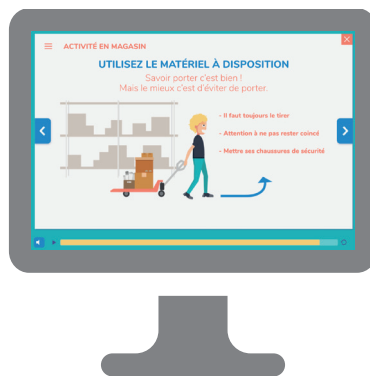 ACTIVITÉ EN MAGASIN
UTILISEZ LE MATÉRIEL À DISPOSITION
Savoir porter c'est bien !
Mais le mieux c'est d'éviter de porter.
- Il faut toujours le tirer
- Attention à ne pas rester coincé
- Mettre ses chaussures de sécurité